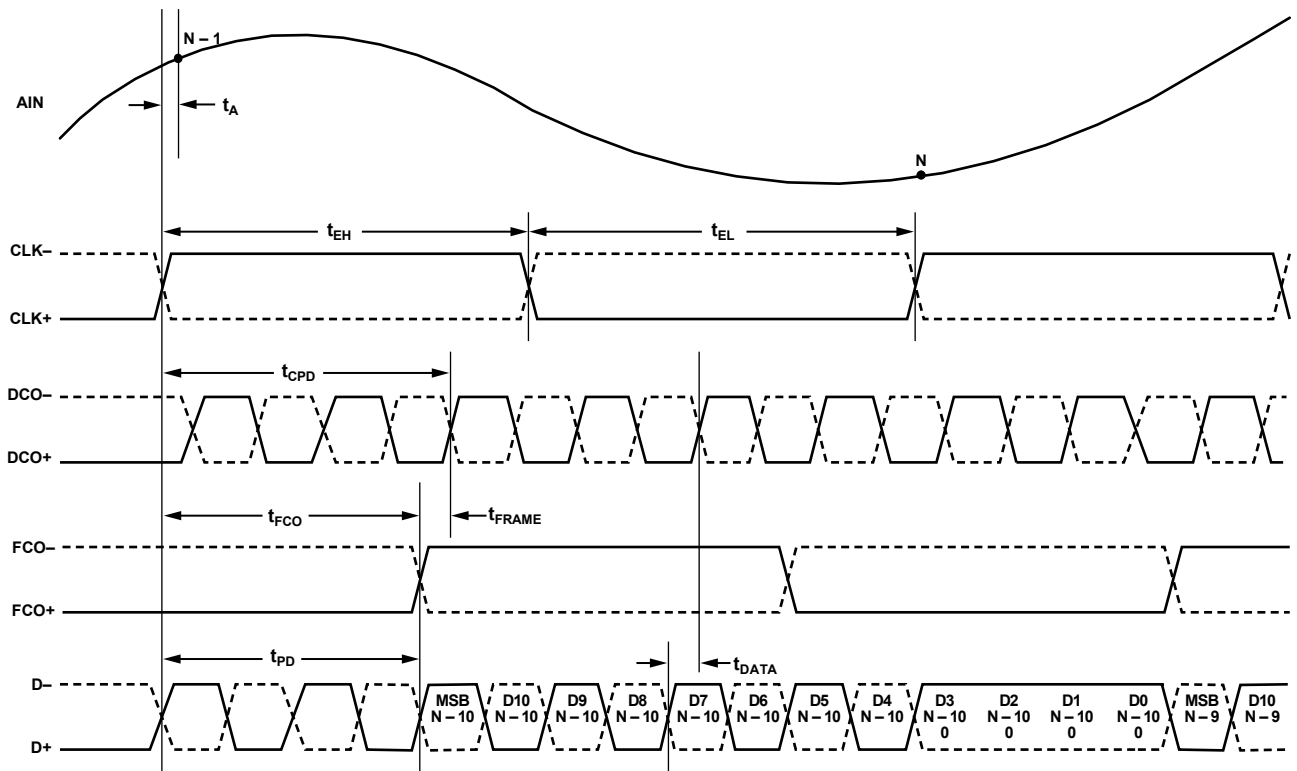 N – 1
AIN
tA
N
tEH
tEL
CLK–
CLK+
tCPD
DCO–
DCO+
tFCO
tFRAME
FCO–
FCO+
tPD
tDATA
D–
D+
MSB D10 D9 D8 D7 D6 D5 D4 D3 D2 D1 D0 MSB D10
N – 10 N – 10 N – 10 N – 10 N – 10 N – 10 N – 10 N – 10 N – 10 N – 10 N – 10 N – 10 N – 9 N – 9
0 0 0 0